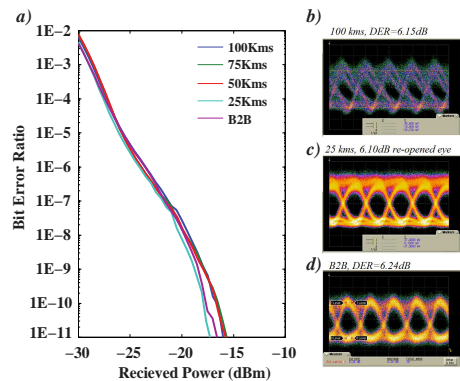 a)
1E-2
1E-3
1E-4
1E-5
1E-6
1E-7
1E-8
1E-9
1E-10
1E-11
−30
−25
−20
−15
−10
Bit Error Ratio
Recieved Power (dBm)
100Kms
75Kms
50Kms
25Kms
B2B
b)
100 kms, DER=6.15dB
c)
25 kms, 6.10dB re-opened eye
d)
B2B, DER=6.24dB